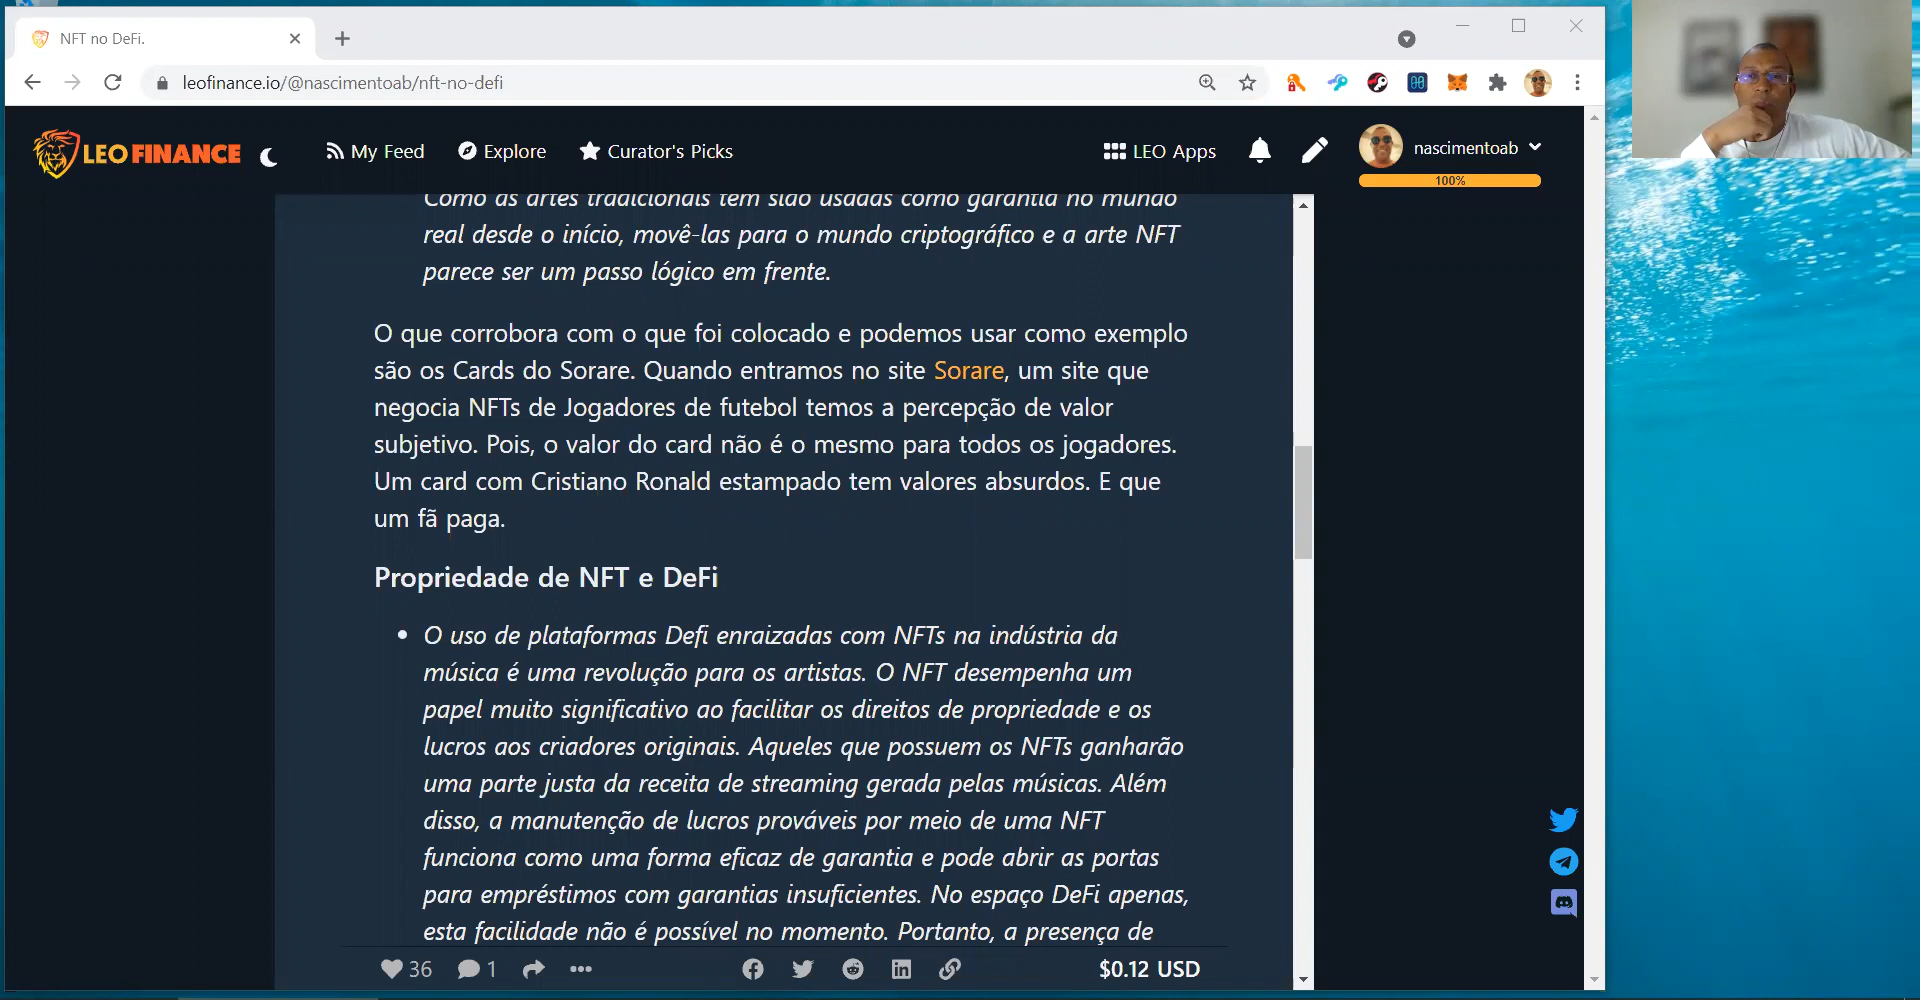 NFT no DeFi.
leofinance.io/@nascimentoab/nft-no-defi
LEOFINANCE
My Feed
Explore
Curator's Picks
LEO Apps
nascimentoab
100%
Como as artes tradicionais têm sido usadas como garantia no mundo
real desde o início, movê-las para o mundo criptográfico e a arte NFT
parece ser um passo lógico em frente.
O que corrobora com o que foi colocado e podemos usar como exemplo
são os Cards do Sorare. Quando entramos no site Sorare, um site que
negocia NFTs de Jogadores de futebol temos a percepção de valor
subjetivo. Pois, o valor do card não é o mesmo para todos os jogadores.
Um card com Cristiano Ronald estampado tem valores absurdos. E que
um fã paga.
Propriedade de NFT e DeFi
• O uso de plataformas Defi enraizadas com NFTs na indústria da
música é uma revolução para os artistas. O NFT desempenha um
papel muito significativo ao facilitar os direitos de propriedade e os
lucros aos criadores originais. Aqueles que possuem os NFTs ganharão
uma parte justa da receita de streaming gerada pelas músicas. Além
disso, a manutenção de lucros prováveis por meio de uma NFT
funciona como uma forma eficaz de garantia e pode abrir as portas
para empréstimos com garantias insuficientes. No espaço DeFi apenas,
esta facilidade não é possível no momento. Portanto, a presença de
36
1
$0.12 USD